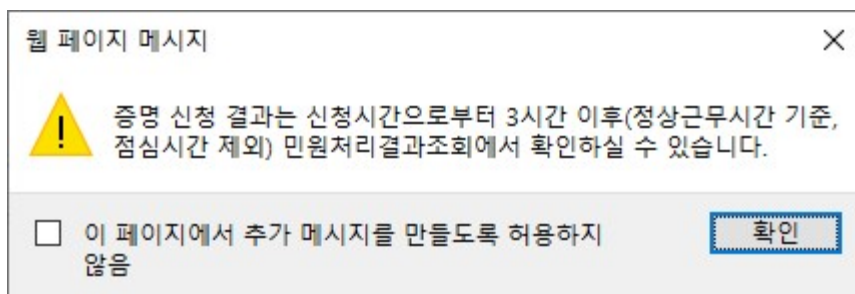 웹 페이지 메시지
증명 신청 결과는 신청시간으로부터 3시간 이후(정상근무시간 기준,
점심시간 제외) 민원처리결과조회에서 확인하실 수 있습니다.
이 페이지에서 추가 메시지를 만들도록 허용하지
않음
확인